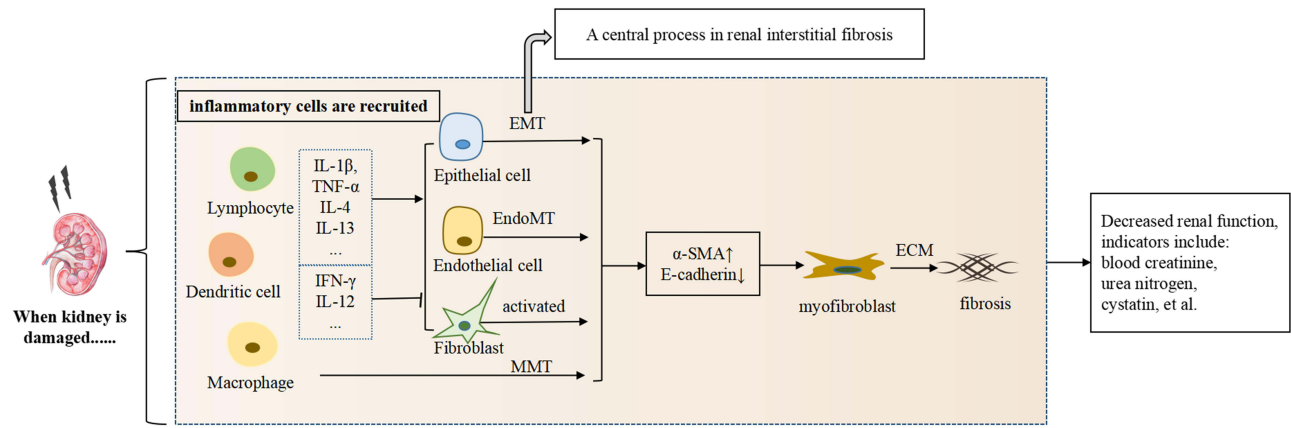 A central process in renal interstitial fibrosis
inflammatory cells are recruited
EMT
IL-1β,
TNF-α
IL-4
IL-13
...
Epithelial cell
Lymphocyte
EndoMT
Endothelial cell
Dendritic cell
IFN-γ
IL-12
...
activated
Fibroblast
Macrophage
MMT
α-SMA↑
E-cadherin↓
myofibroblast
ECM
fibrosis
When kidney is
damaged......
Decreased renal function,
indicators include:
blood creatinine,
urea nitrogen,
cystatin, et al.